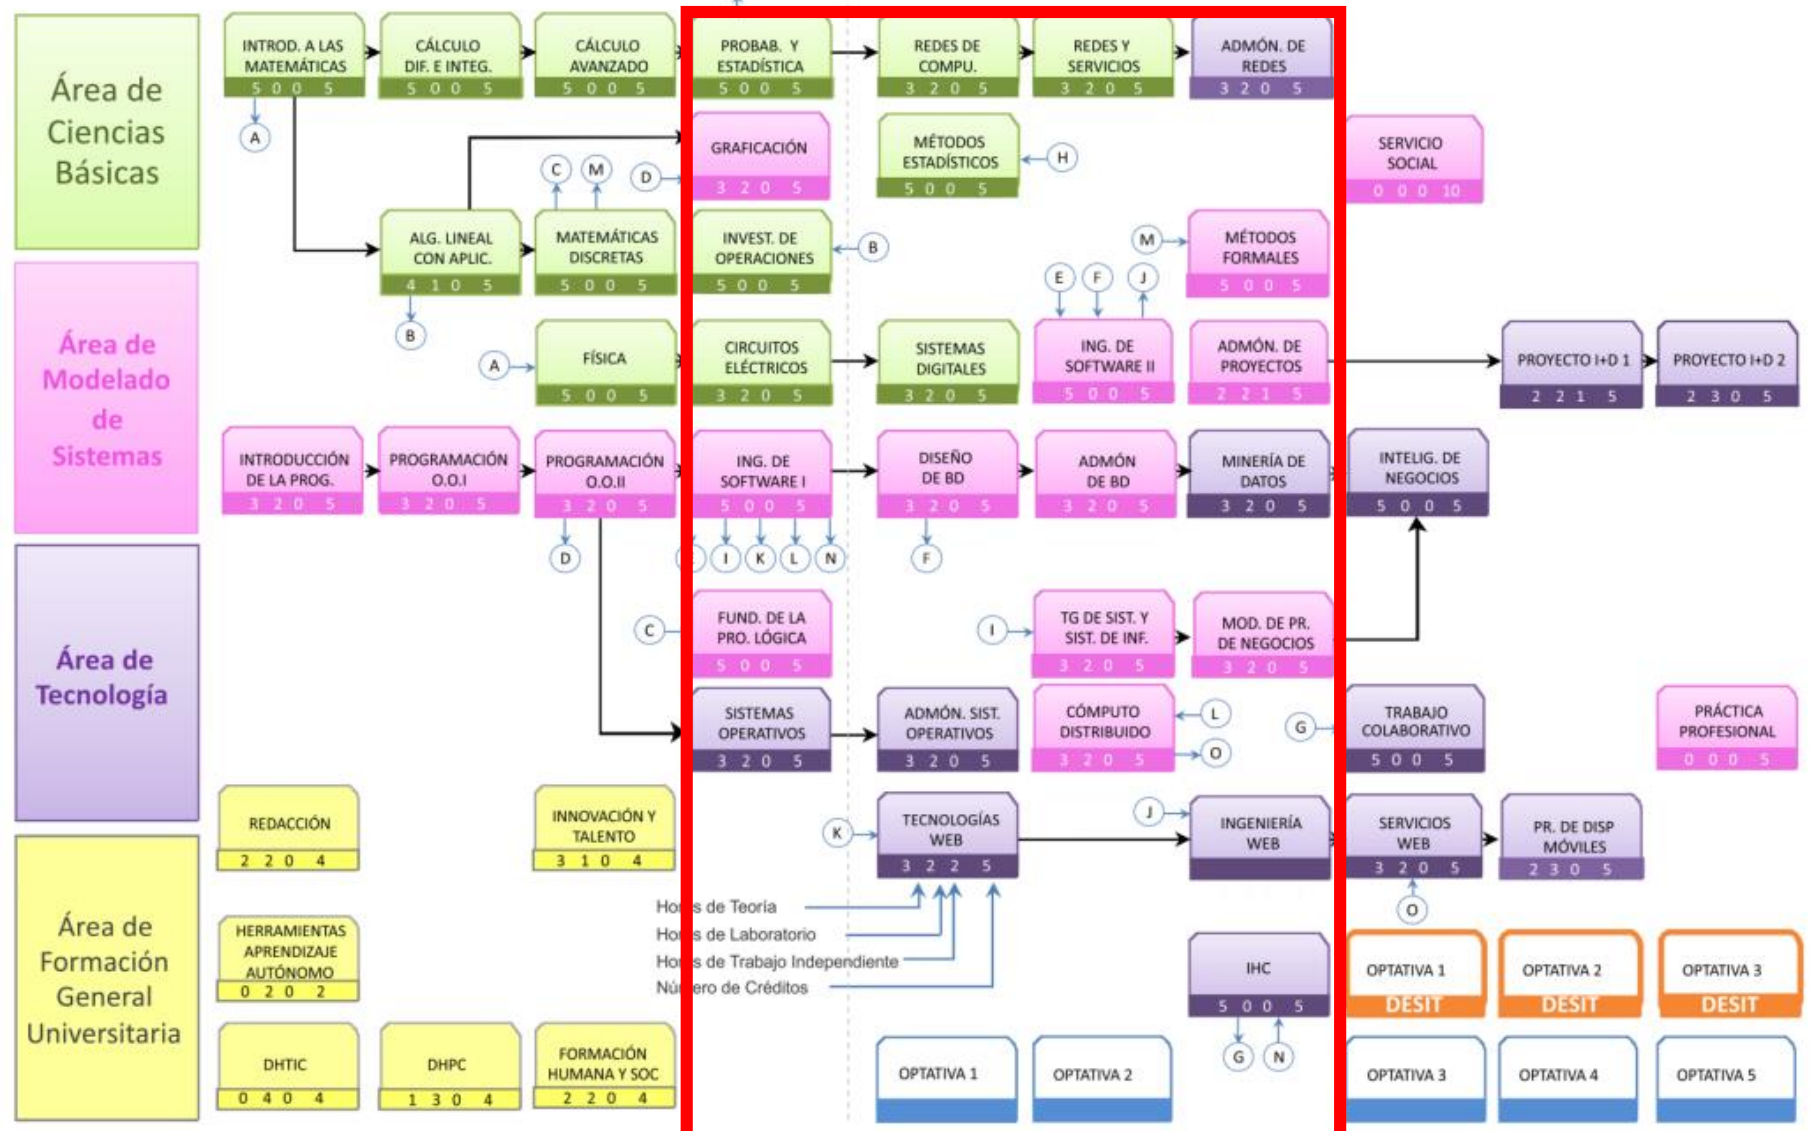 Área de
Ciencias
Básicas
Área de
Modelado
de
Sistemas
Área de
Tecnología
Área de
Formación
General
Universitaria
INTROD. A LAS
MATEMÁTICAS
5 0 0 5
A
CÁLCULO
DIF. E INTEG.
5 0 0 5
CÁLCULO
AVANZADO
5 0 0 5
PROBAB. Y
ESTADÍSTICA
5 0 0 5
REDES DE
COMPU.
3 2 0 5
REDES Y
SERVICIOS
3 2 0 5
ADMÓN. DE
REDES
3 2 0 5
C
M
D
GRAFICACIÓN
3 2 0 5
MÉTODOS
ESTADÍSTICOS
5 0 0 5
H
SERVICIO
SOCIAL
0 0 0 10
ALG. LINEAL
CON APLIC.
4 1 0 5
B
MATEMÁTICAS
DISCRETAS
5 0 0 5
INVEST. DE
OPERACIONES
5 0 0 5
B
M
MÉTODOS
FORMALES
5 0 0 5
E
F
J
A
FÍSICA
5 0 0 5
CIRCUITOS
ELÉCTRICOS
3 2 0 5
SISTEMAS
DIGITALES
3 2 0 5
ING. DE
SOFTWARE II
5 0 0 5
ADMÓN. DE
PROYECTOS
2 2 1 5
PROYECTO I+D 1
2 2 1 5
PROYECTO I+D 2
2 3 0 5
INTRODUCCIÓN
DE LA PROG.
3 2 0 5
PROGRAMACIÓN
O.O.I
3 2 0 5
PROGRAMACIÓN
O.O.II
3 2 0 5
D
ING. DE
SOFTWARE I
5 0 0 5
I
K
L
N
DISEÑO
DE BD
3 2 0 5
F
ADMÓN
DE BD
3 2 0 5
MINERÍA DE
DATOS
3 2 0 5
INTELIG. DE
NEGOCIOS
5 0 0 5
C
FUND. DE LA
PRO. LÓGICA
5 0 0 5
I
TG DE SIST. Y
SIST. DE INF.
3 2 0 5
MOD. DE PR.
DE NEGOCIOS
3 2 0 5
SISTEMAS
OPERATIVOS
3 2 0 5
ADMÓN. SIST.
OPERATIVOS
3 2 0 5
CÓMPUTO
DISTRIBUIDO
3 2 0 5
L
O
G
TRABAJO
COLABORATIVO
5 0 0 5
PRÁCTICA
PROFESIONAL
0 0 0 5
REDACCIÓN
2 2 0 4
INNOVACIÓN Y
TALENTO
3 1 0 4
K
TECNOLOGÍAS
WEB
3 2 2 5
J
INGENIERÍA
WEB
SERVICIOS
WEB
3 2 0 5
O
PR. DE DISP
MÓVILES
2 3 0 5
Horas de Teoría
Horas de Laboratorio
Horas de Trabajo Independiente
Número de Créditos
HERRAMIENTAS
APRENDIZAJE
AUTÓNOMO
0 2 0 2
IHC
5 0 0 5
G
N
OPTATIVA 1
DESIT
OPTATIVA 2
DESIT
OPTATIVA 3
DESIT
DHTIC
0 4 0 4
DHPC
1 3 0 4
FORMACIÓN
HUMANA Y SOC
2 2 0 4
OPTATIVA 1
OPTATIVA 2
OPTATIVA 3
OPTATIVA 4
OPTATIVA 5